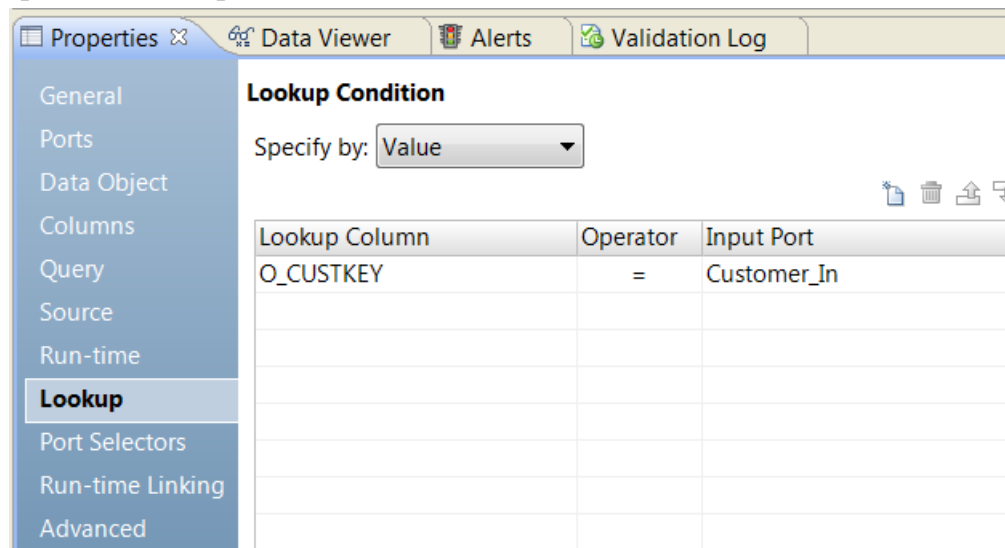 Properties Data Viewer Alerts Validation Log
General
Ports
Data Object
Columns
Query
Source
Run-time
Lookup
Port Selectors
Run-time Linking
Advanced
Lookup Condition
Specify by: Value
Lookup Column Operator Input Port
O_CUSTKEY = Customer_In